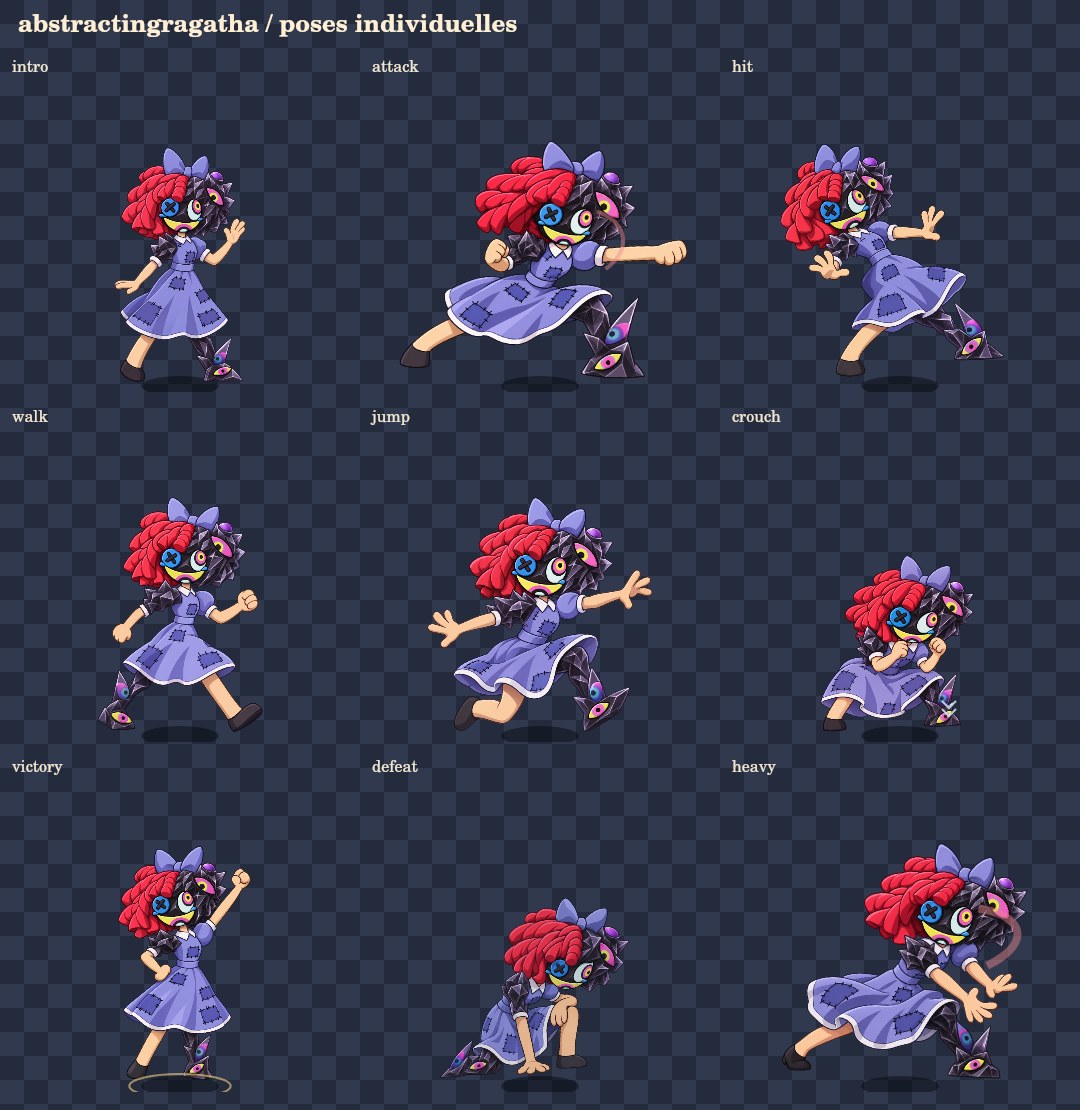 abstractingragatha / poses individuelles
intro
attack
hit
walk
jump
crouch
victory
defeat
heavy